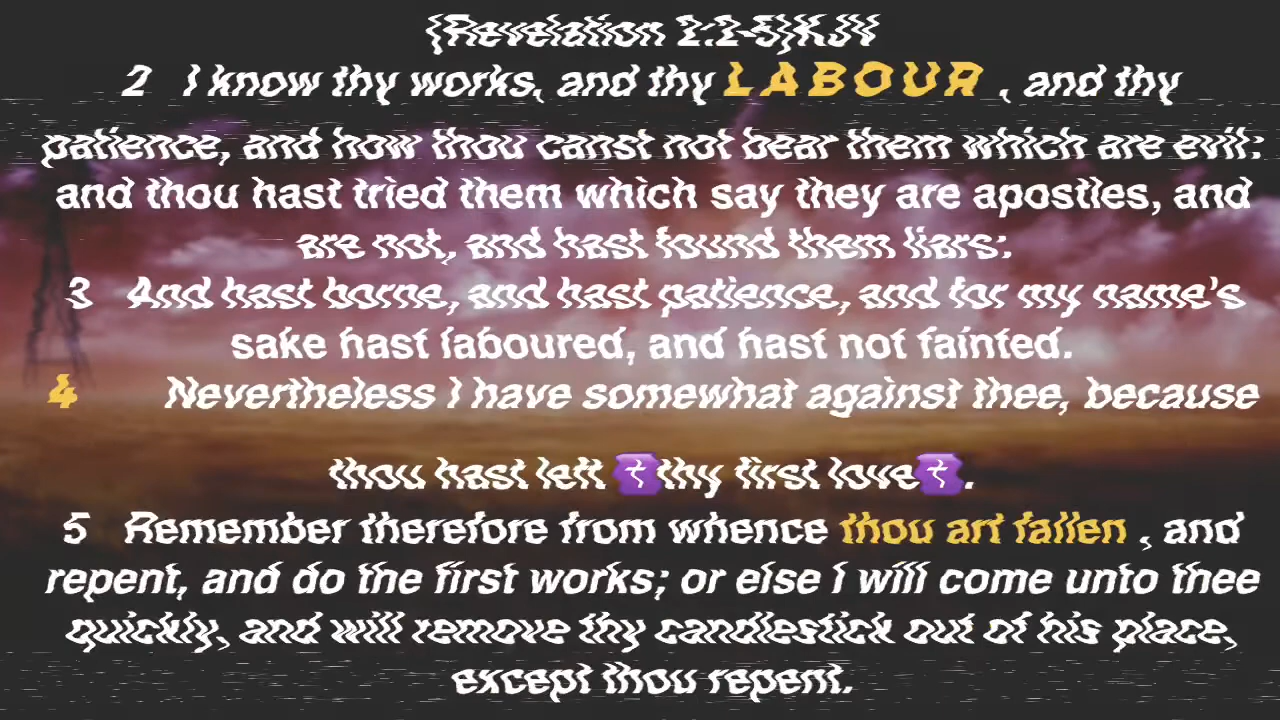 {Revelation 2:2-5}KJV
2 I know thy works, and thy LABOUR , and thy
patience, and how thou canst not bear them which are evil:
and thou hast tried them which say they are apostles, and
are not, and hast found them liars:
3 And hast borne, and hast patience, and for my name's
sake hast laboured, and hast not fainted.
4 Nevertheless I have somewhat against thee, because
thou hast left ✝️thy first love✝️.
5 Remember therefore from whence thou art fallen , and
repent, and do the first works; or else I will come unto thee
quickly, and will remove thy candlestick out of his place,
except thou repent.